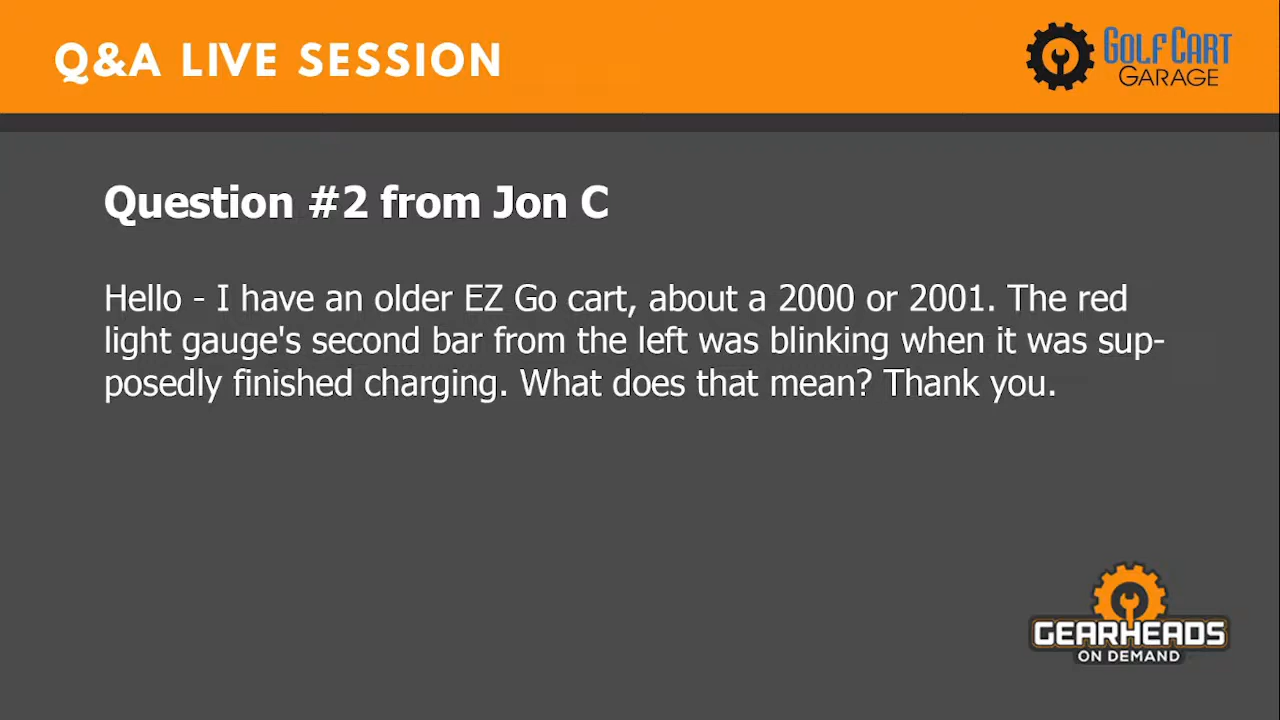 Q&A LIVE SESSION
GOLF CART
GARAGE
Question #2 from Jon C
Hello - I have an older EZ Go cart, about a 2000 or 2001. The red
light gauge's second bar from the left was blinking when it was sup-
posedly finished charging. What does that mean? Thank you.
GEARHEADS
ON DEMAND